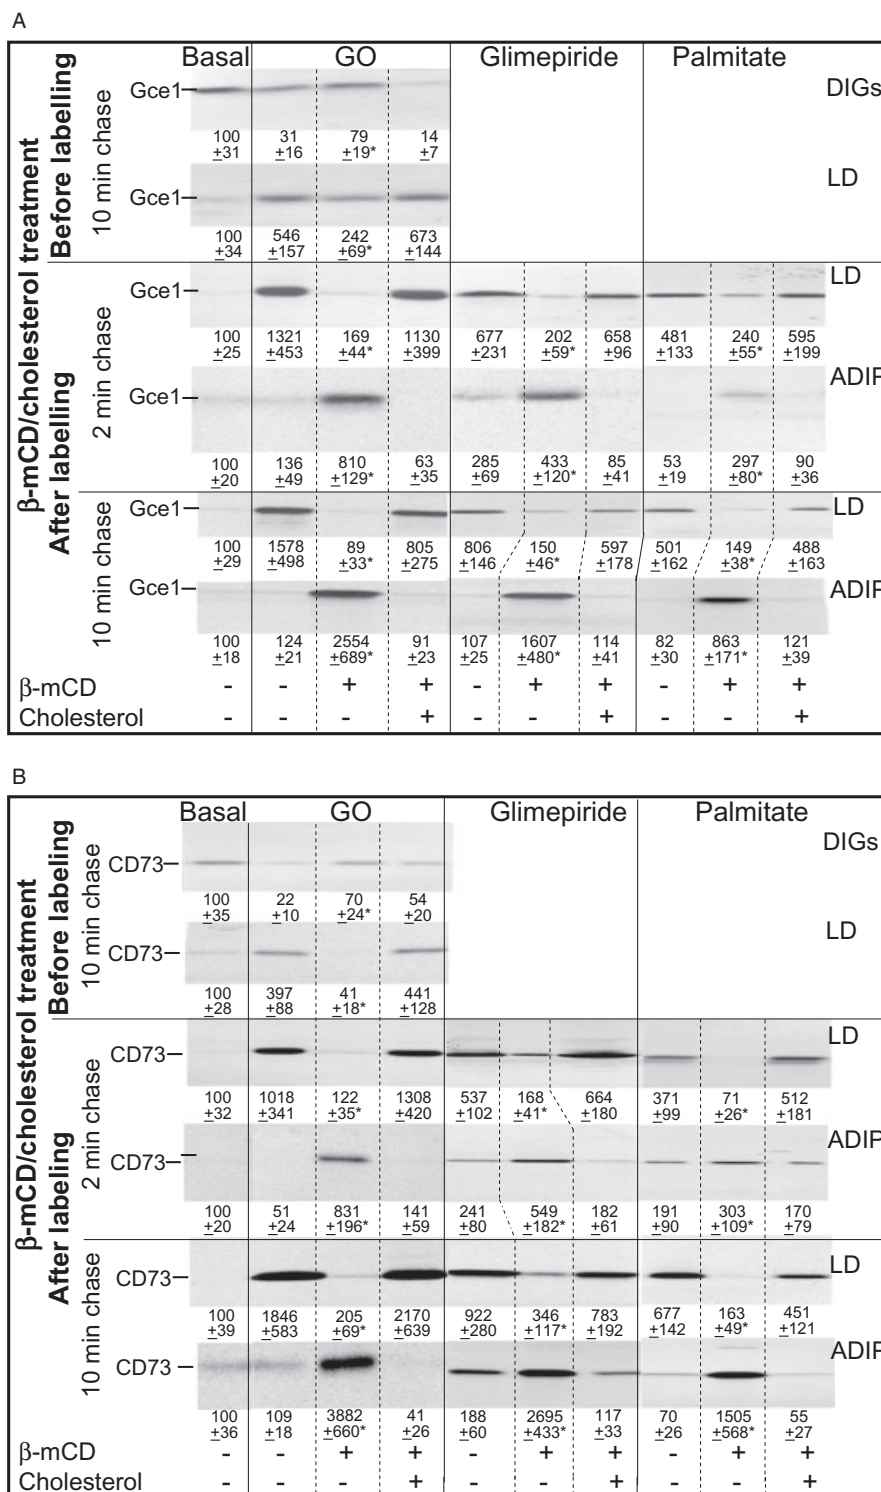 A
Basal GO Glimepiride Palmitate
β-mCD/cholesterol treatment
Before labelling
After labelling
10 min chase
Gce1 DIGs
100 31 79 14
±31 ±16 ±19* ±7
Gce1 LD
100 546 242 673
±34 ±157 ±69* ±144
2 min chase
Gce1 LD
100 1321 169 1130 677 202 658 481 240 595
±25 ±453 ±44* ±399 ±231 ±59* ±96 ±133 ±55* ±199
Gce1 ADIP
100 136 810 63 285 433 85 53 297 90
±20 ±49 ±129* ±35 ±69 ±120* ±41 ±19 ±80* ±36
10 min chase
Gce1 LD
100 1578 89 805 806 150 597 501 149 488
±29 ±498 ±33* ±275 ±146 ±46* ±178 ±162 ±38* ±163
Gce1 ADIP
100 124 2554 91 107 1607 114 82 863 121
±18 ±21 ±689* ±23 ±25 ±480* ±41 ±30 ±171* ±39
β-mCD - - + + - + + - + +
Cholesterol - - - + - - + - - +
B
Basal GO Glimepiride Palmitate
β-mCD/cholesterol treatment
Before labeling
After labeling
10 min chase
CD73 DIGs
100 22 70 54
±35 ±10 ±24* ±20
CD73 LD
100 397 41 441
±28 ±88 ±18* ±128
2 min chase
CD73 LD
100 1018 122 1308 537 168 664 371 71 512
±32 ±341 ±35* ±420 ±102 ±41* ±180 ±99 ±26* ±181
CD73 ADIP
100 51 831 141 241 549 182 191 303 170
±20 ±24 ±196* ±59 ±80 ±182* ±61 ±90 ±109* ±79
10 min chase
CD73 LD
100 1846 205 2170 922 346 783 677 163 451
±39 ±583 ±69* ±639 ±280 ±117* ±192 ±142 ±49* ±121
CD73 ADIP
100 109 3882 41 188 2695 117 70 1505 55
±36 ±18 ±660* ±26 ±60 ±433* ±33 ±26 ±568* ±27
β-mCD - - + + - + + - + +
Cholesterol - - - + - - + - - +